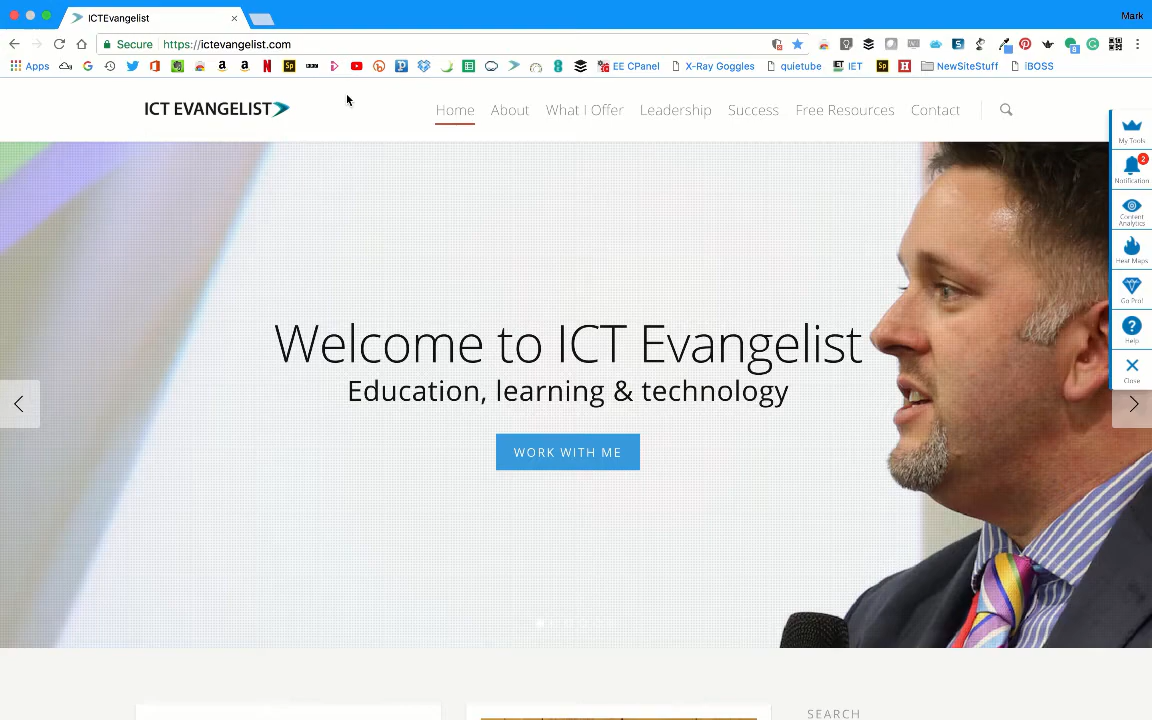 ICTEvangelist
Mark
Secure https://ictevangelist.com
Apps
EE CPanel
X-Ray Goggles
quietube
IET
NewSiteStuff
iBOSS
ICT EVANGELIST
Home
About
What I Offer
Leadership
Success
Free Resources
Contact
My Tools
2
Notification
Content
Analytics
Heat Maps
Go Pro!
Help
Close
Welcome to ICT Evangelist
Education, learning & technology
WORK WITH ME
SEARCH